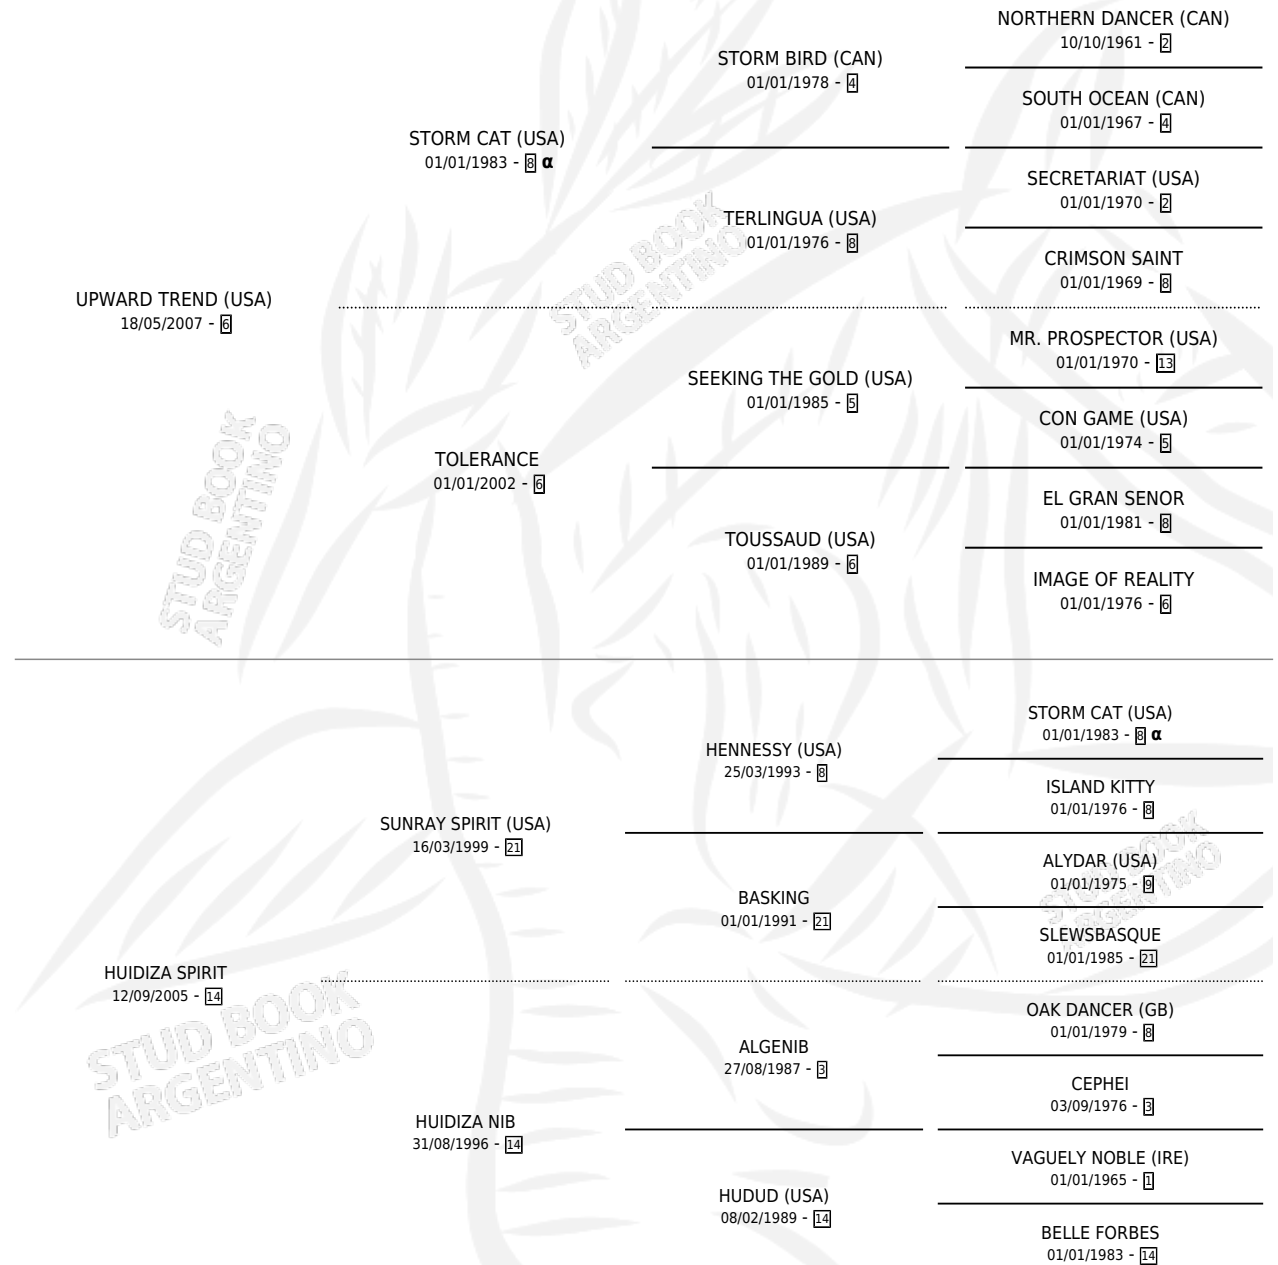 NORTHERN DANCER (CAN)
10/10/1961 - 2
STORM BIRD (CAN)
01/01/1978 - 4
SOUTH OCEAN (CAN)
01/01/1967 - 4
STORM CAT (USA)
01/01/1983 - 8 α
SECRETARIAT (USA)
01/01/1970 - 2
TERLINGUA (USA)
01/01/1976 - 8
CRIMSON SAINT
01/01/1969 - 8
UPWARD TREND (USA)
18/05/2007 - 6
MR. PROSPECTOR (USA)
01/01/1970 - 13
SEEKING THE GOLD (USA)
01/01/1985 - 5
CON GAME (USA)
01/01/1974 - 5
TOLERANCE
01/01/2002 - 6
EL GRAN SENOR
01/01/1981 - 8
TOUSSAUD (USA)
01/01/1989 - 6
IMAGE OF REALITY
01/01/1976 - 6
STORM CAT (USA)
01/01/1983 - 8 α
HENNESSY (USA)
25/03/1993 - 8
ISLAND KITTY
01/01/1976 - 8
SUNRAY SPIRIT (USA)
16/03/1999 - 21
ALYDAR (USA)
01/01/1975 - 9
BASKING
01/01/1991 - 21
SLEWSBASQUE
01/01/1985 - 21
HUIDIZA SPIRIT
12/09/2005 - 14
OAK DANCER (GB)
01/01/1979 - 8
ALGENIB
27/08/1987 - 3
CEPHEI
03/09/1976 - 3
HUIDIZA NIB
31/08/1996 - 14
VAGUELY NOBLE (IRE)
01/01/1965 - 1
HUDUD (USA)
08/02/1989 - 14
BELLE FORBES
01/01/1983 - 14
STUD BOOK
ARGENTINO
STUD BOOK
ARGENTINO
STUD BOOK
ARGENTINO
STUD BOOK
ARGENTINO